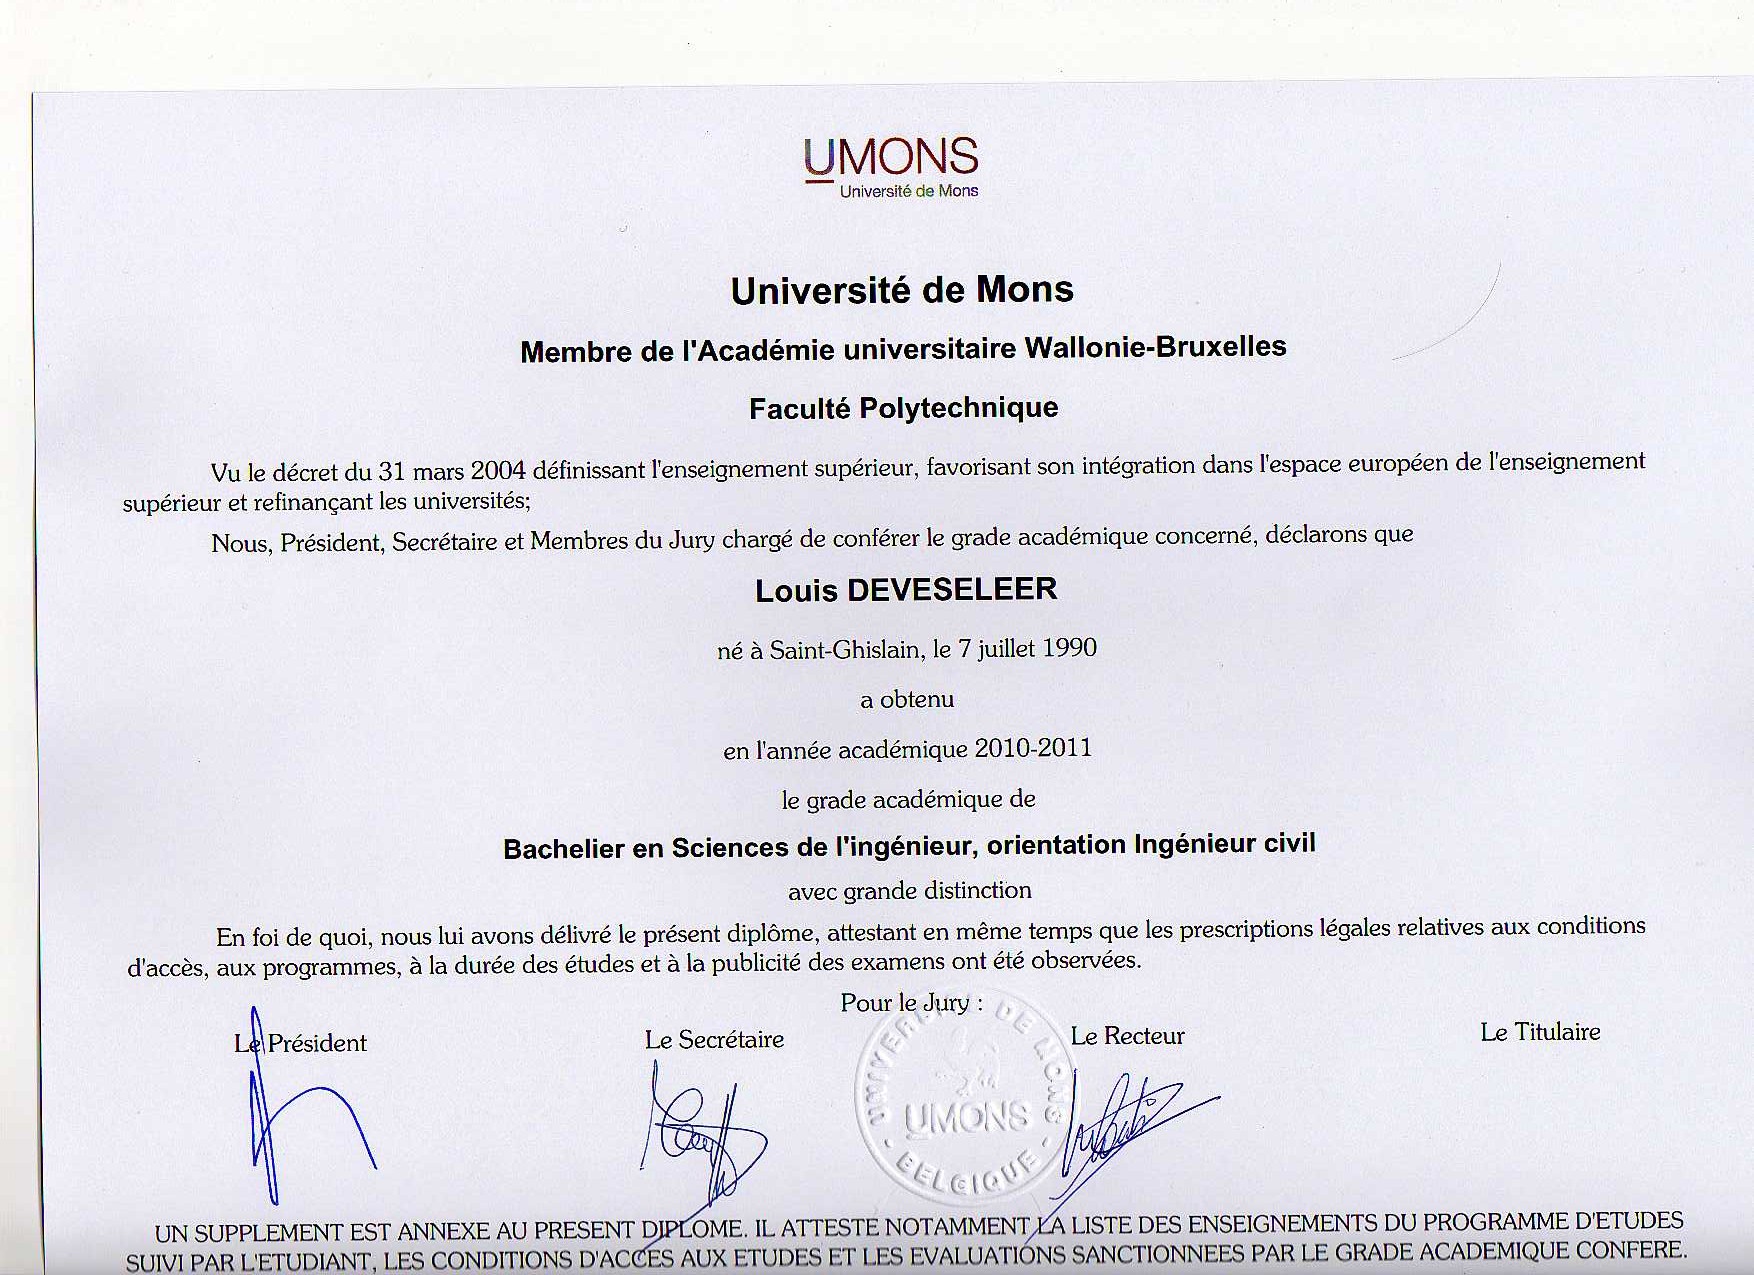 UMONS
Université de Mons
Université de Mons
Membre de l'Académie universitaire Wallonie-Bruxelles
Faculté Polytechnique
Vu le décret du 31 mars 2004 définissant l'enseignement supérieur, favorisant son intégration dans l'espace européen de l'enseignement
supérieur et refinançant les universités;
Nous, Président, Secrétaire et Membres du Jury chargé de conférer le grade académique concerné, déclarons que
Louis DEVESELEER
né à Saint-Ghislain, le 7 juillet 1990
a obtenu
en l'année académique 2010-2011
le grade académique de
Bachelier en Sciences de l'ingénieur, orientation Ingénieur civil
avec grande distinction
En foi de quoi, nous lui avons délivré le présent diplôme, attestant en même temps que les prescriptions légales relatives aux conditions
d'accès, aux programmes, à la durée des études et à la publicité des examens ont été observées.
Pour le Jury :
Le Président Le Secrétaire Le Recteur Le Titulaire
UNIVERSITE DE MONS
UMONS
BELGIQUE
UN SUPPLEMENT EST ANNEXE AU PRESENT DIPLOME. IL ATTESTE NOTAMMENT LA LISTE DES ENSEIGNEMENTS DU PROGRAMME D'ETUDES
SUIVI PAR L'ETUDIANT, LES CONDITIONS D'ACCES AUX ETUDES ET LES EVALUATIONS SANCTIONNEES PAR LE GRADE ACADEMIQUE CONFERE.